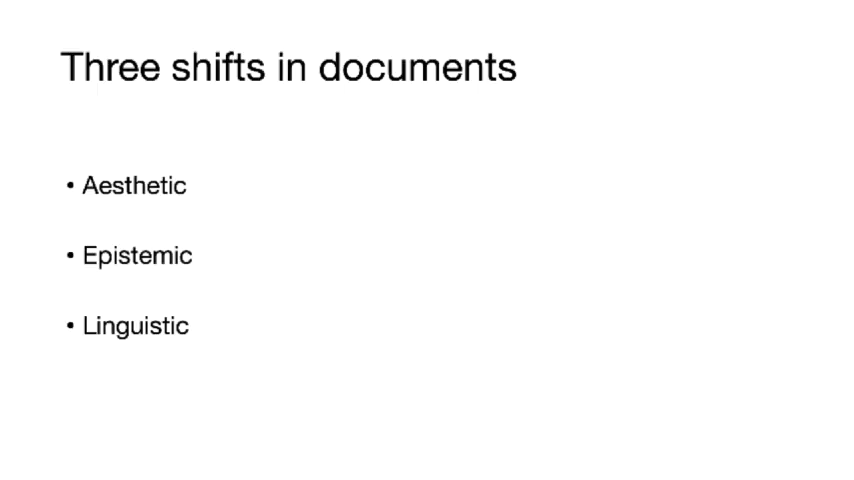 Three shifts in documents
• Aesthetic
• Epistemic
• Linguistic